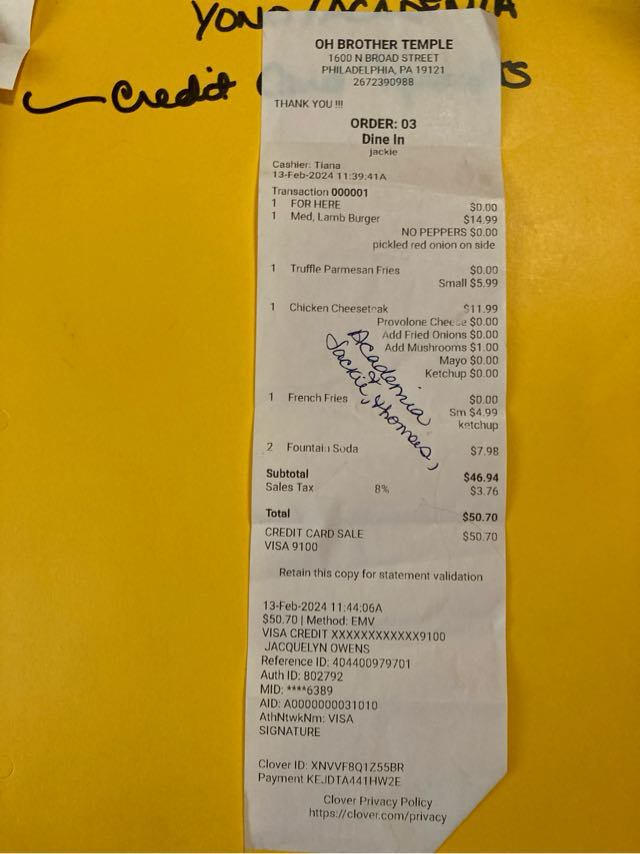 YONO/ACADEMIA
Credit
OH BROTHER TEMPLE
1600 N BROAD STREET
PHILADELPHIA, PA 19121
2672390988
THANK YOU !!!
ORDER: 03
Dine In
jackie
Cashier: Tiana
13-Feb-2024 11:39:41A
Transaction 000001
1 FOR HERE $0.00
1 Med, Lamb Burger $14.99
NO PEPPERS $0.00
pickled red onion on side
1 Truffle Parmesan Fries $0.00
Small $5.99
1 Chicken Cheeseteak $11.99
Provolone Cheese $0.00
Add Fried Onions $0.00
Add Mushrooms $1.00
Mayo $0.00
Ketchup $0.00
Academia
Jackie, & thomas,
1 French Fries $0.00
Sm $4.99
ketchup
2 Fountain Soda $7.98
Subtotal $46.94
Sales Tax 8% $3.76
Total $50.70
CREDIT CARD SALE $50.70
VISA 9100
Retain this copy for statement validation
13-Feb-2024 11:44:06A
$50.70 | Method: EMV
VISA CREDIT XXXXXXXXXXXX9100
JACQUELYN OWENS
Reference ID: 404400979701
Auth ID: 802792
MID: ****6389
AID: A0000000031010
AthNtwkNm: VISA
SIGNATURE
Clover ID: XNVVF8Q1Z55BR
Payment KEJDTA441HW2E
Clover Privacy Policy
https://clover.com/privacy